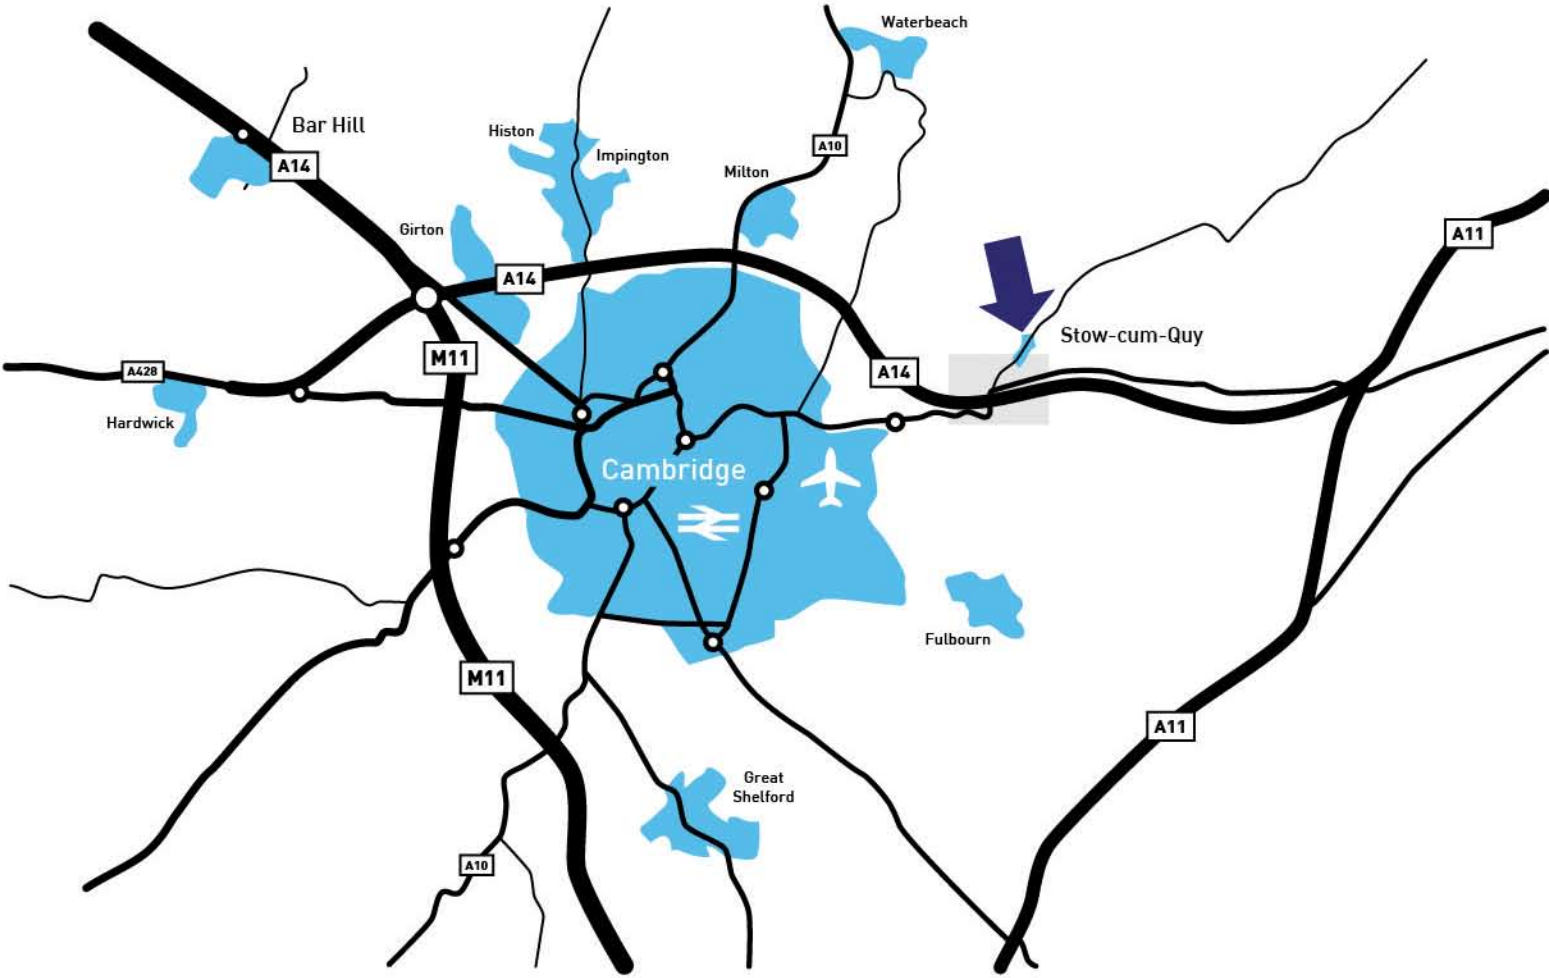 Waterbeach
Bar Hill
Histon
Impington
A10
Milton
A14
Girton
A11
A14
Stow-cum-Quy
M11
A428
A14
Hardwick
Cambridge
Fulbourn
M11
A11
Great
Shelford
A10